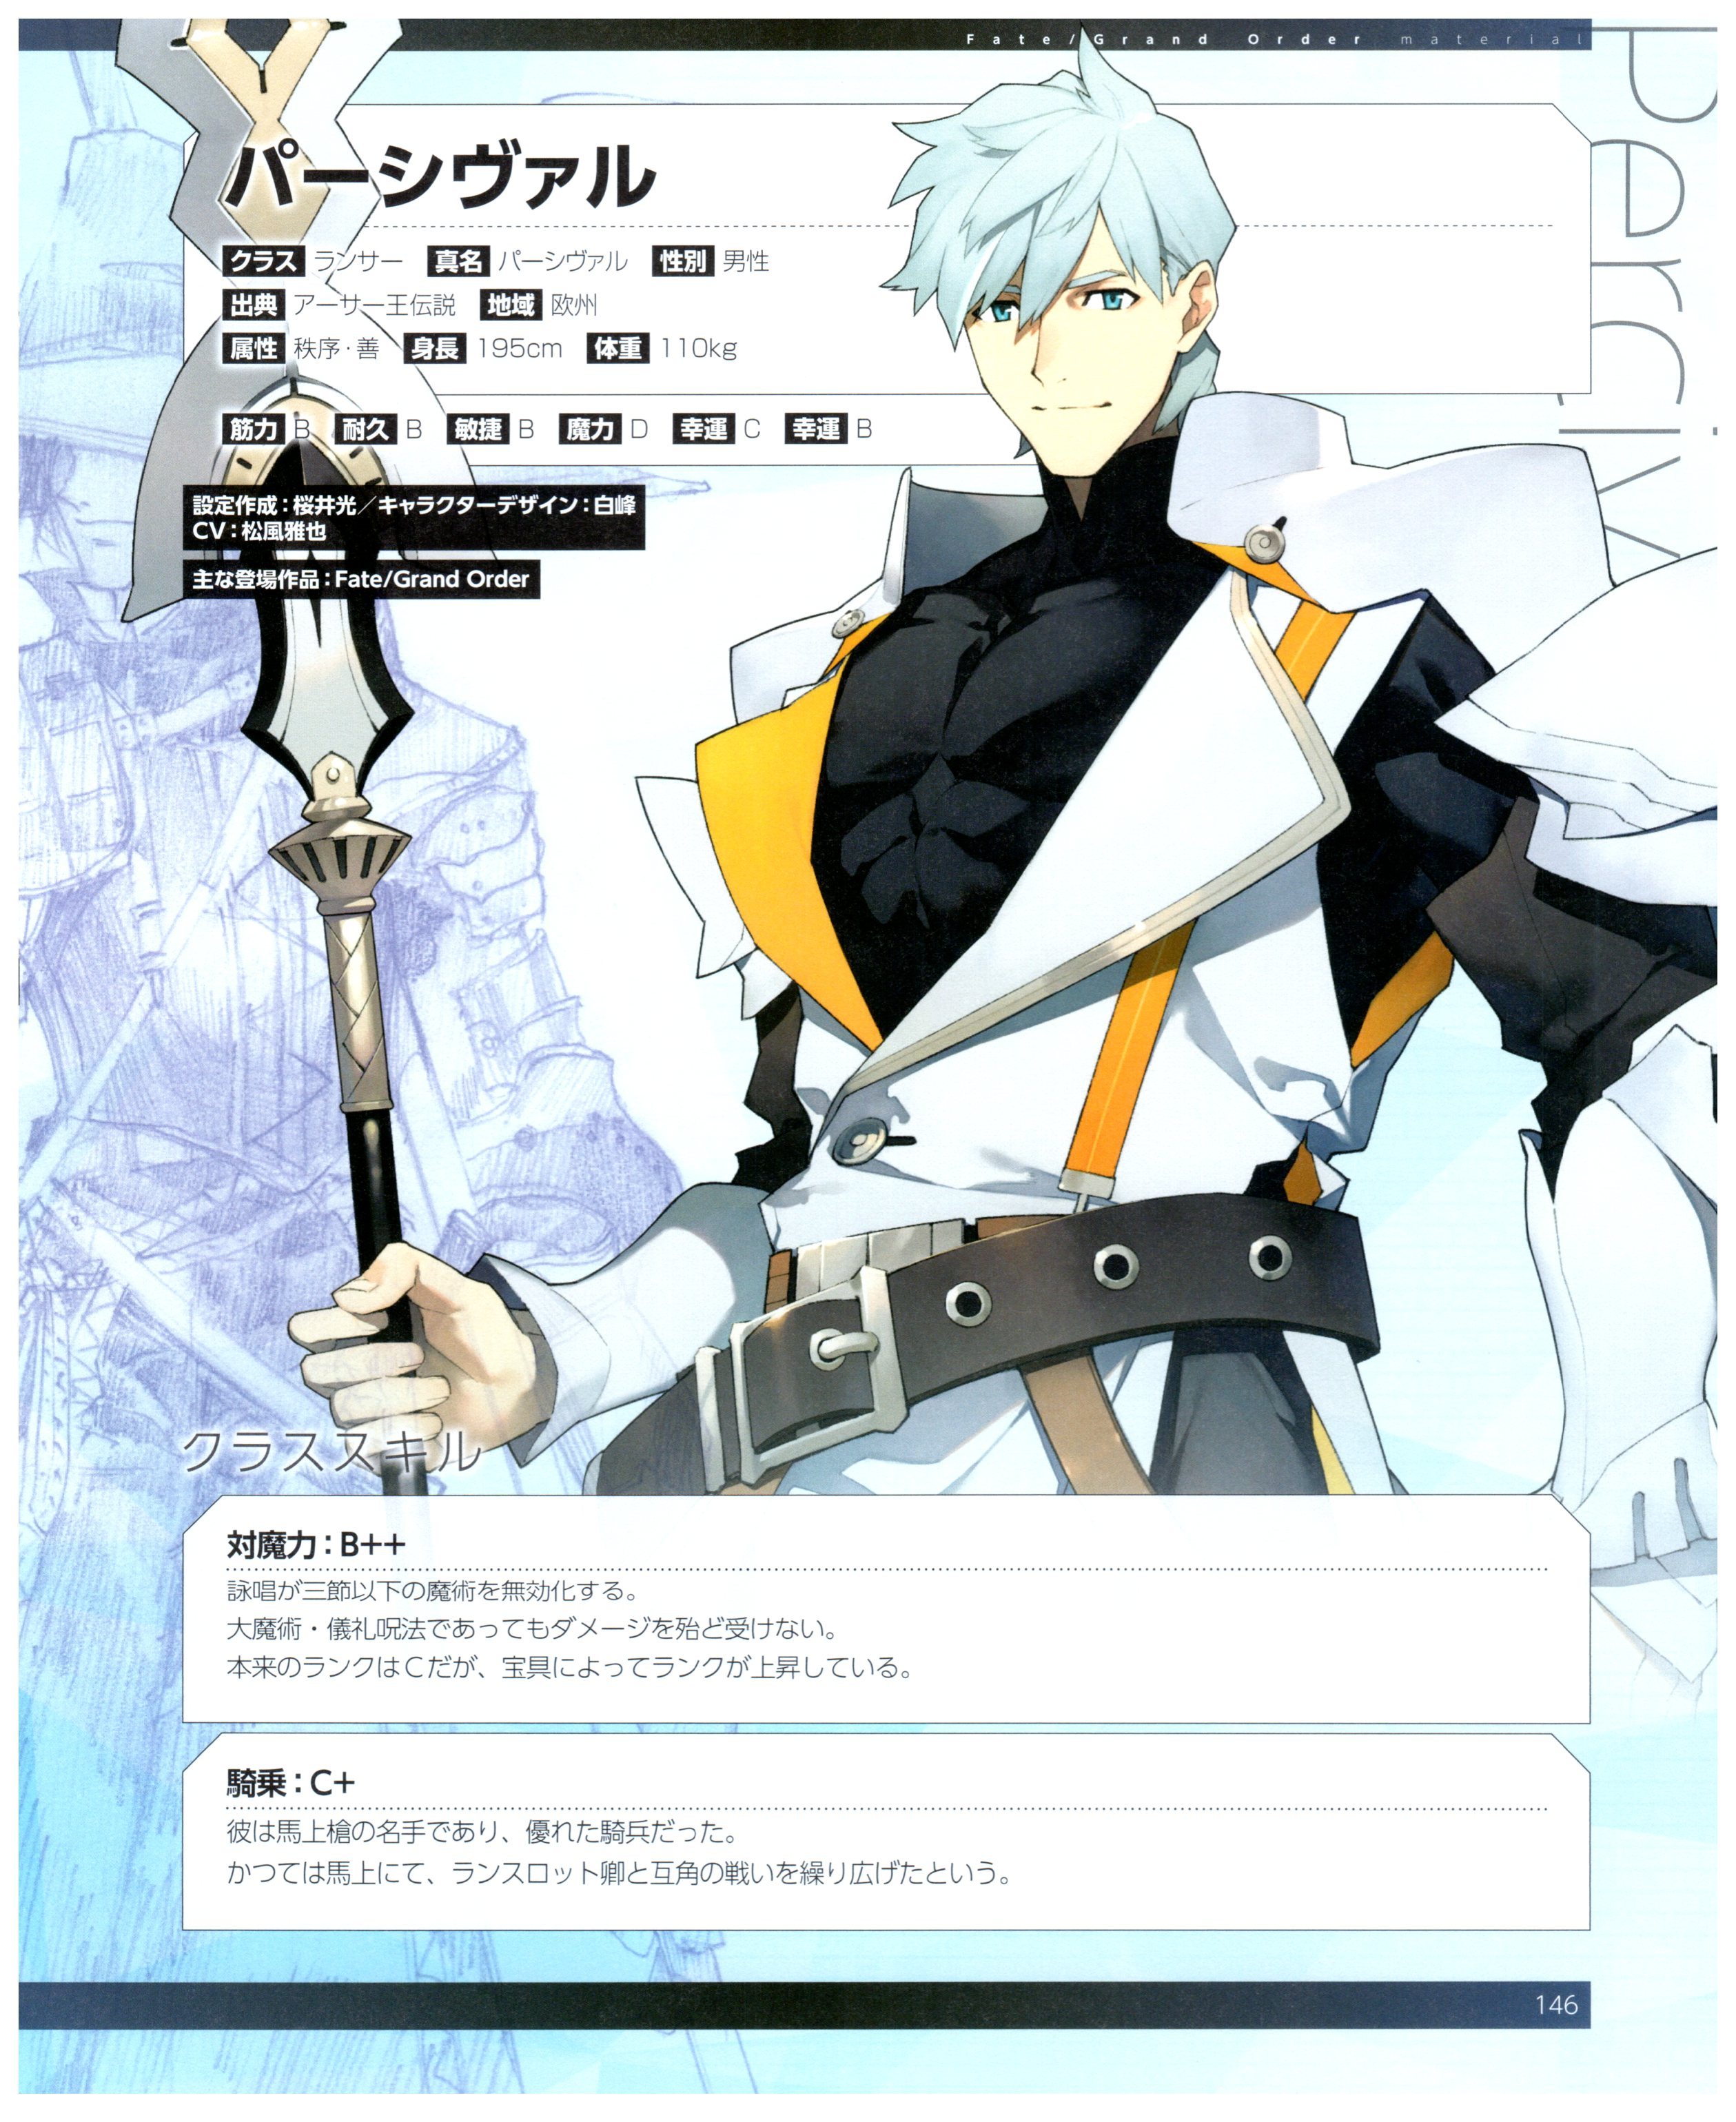 Fate/Grand Order material
Perciv
パーシヴァル
クラス ランサー 真名 パーシヴァル 性別 男性
出典 アーサー王伝説 地域 欧州
属性 秩序・善 身長 195cm 体重 110kg
筋力 B 耐久 B 敏捷 B 魔力 D 幸運 C 幸運 B
設定作成：桜井光／キャラクターデザイン：白峰
CV：松風雅也
主な登場作品：Fate/Grand Order
クラススキル
対魔力：B++
詠唱が三節以下の魔術を無効化する。
大魔術・儀礼呪法であってもダメージを殆ど受けない。
本来のランクはCだが、宝具によってランクが上昇している。
騎乗：C+
彼は馬上槍の名手であり、優れた騎兵だった。
かつては馬上にて、ランスロット卿と互角の戦いを繰り広げたという。
146